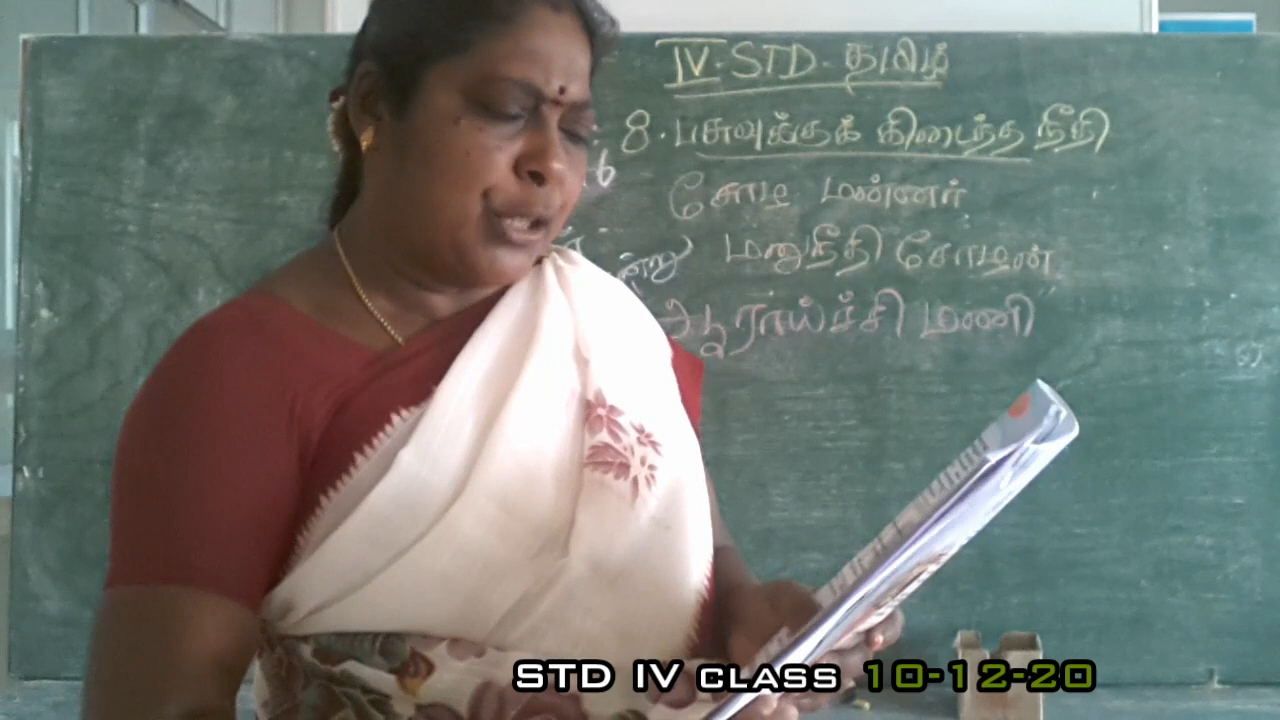 IV-STD-தமிழ்
8. பசுவுக்குக் கிடைத்த நீதி
சோழ மன்னர்
மனுநீதி சோழன்
ஆராய்ச்சி மணி"
STD IV CLASS 10-12-20